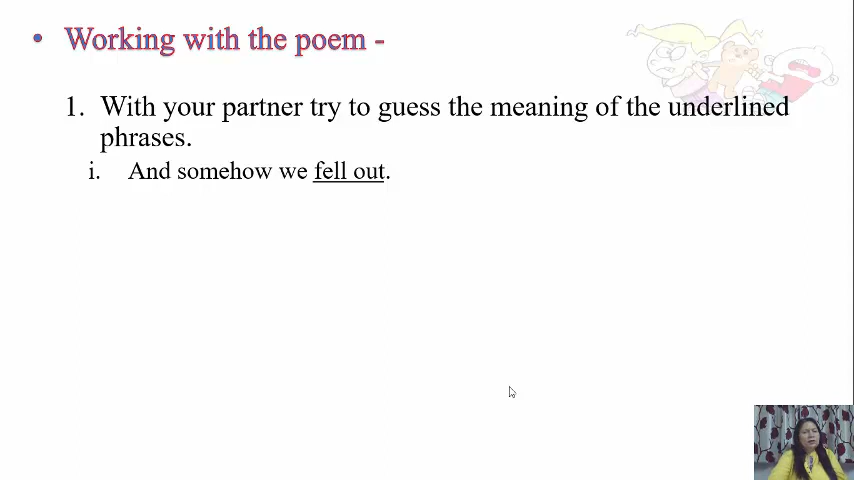 • Working with the poem -
1. With your partner try to guess the meaning of the underlined
phrases.
i. And somehow we fell out.